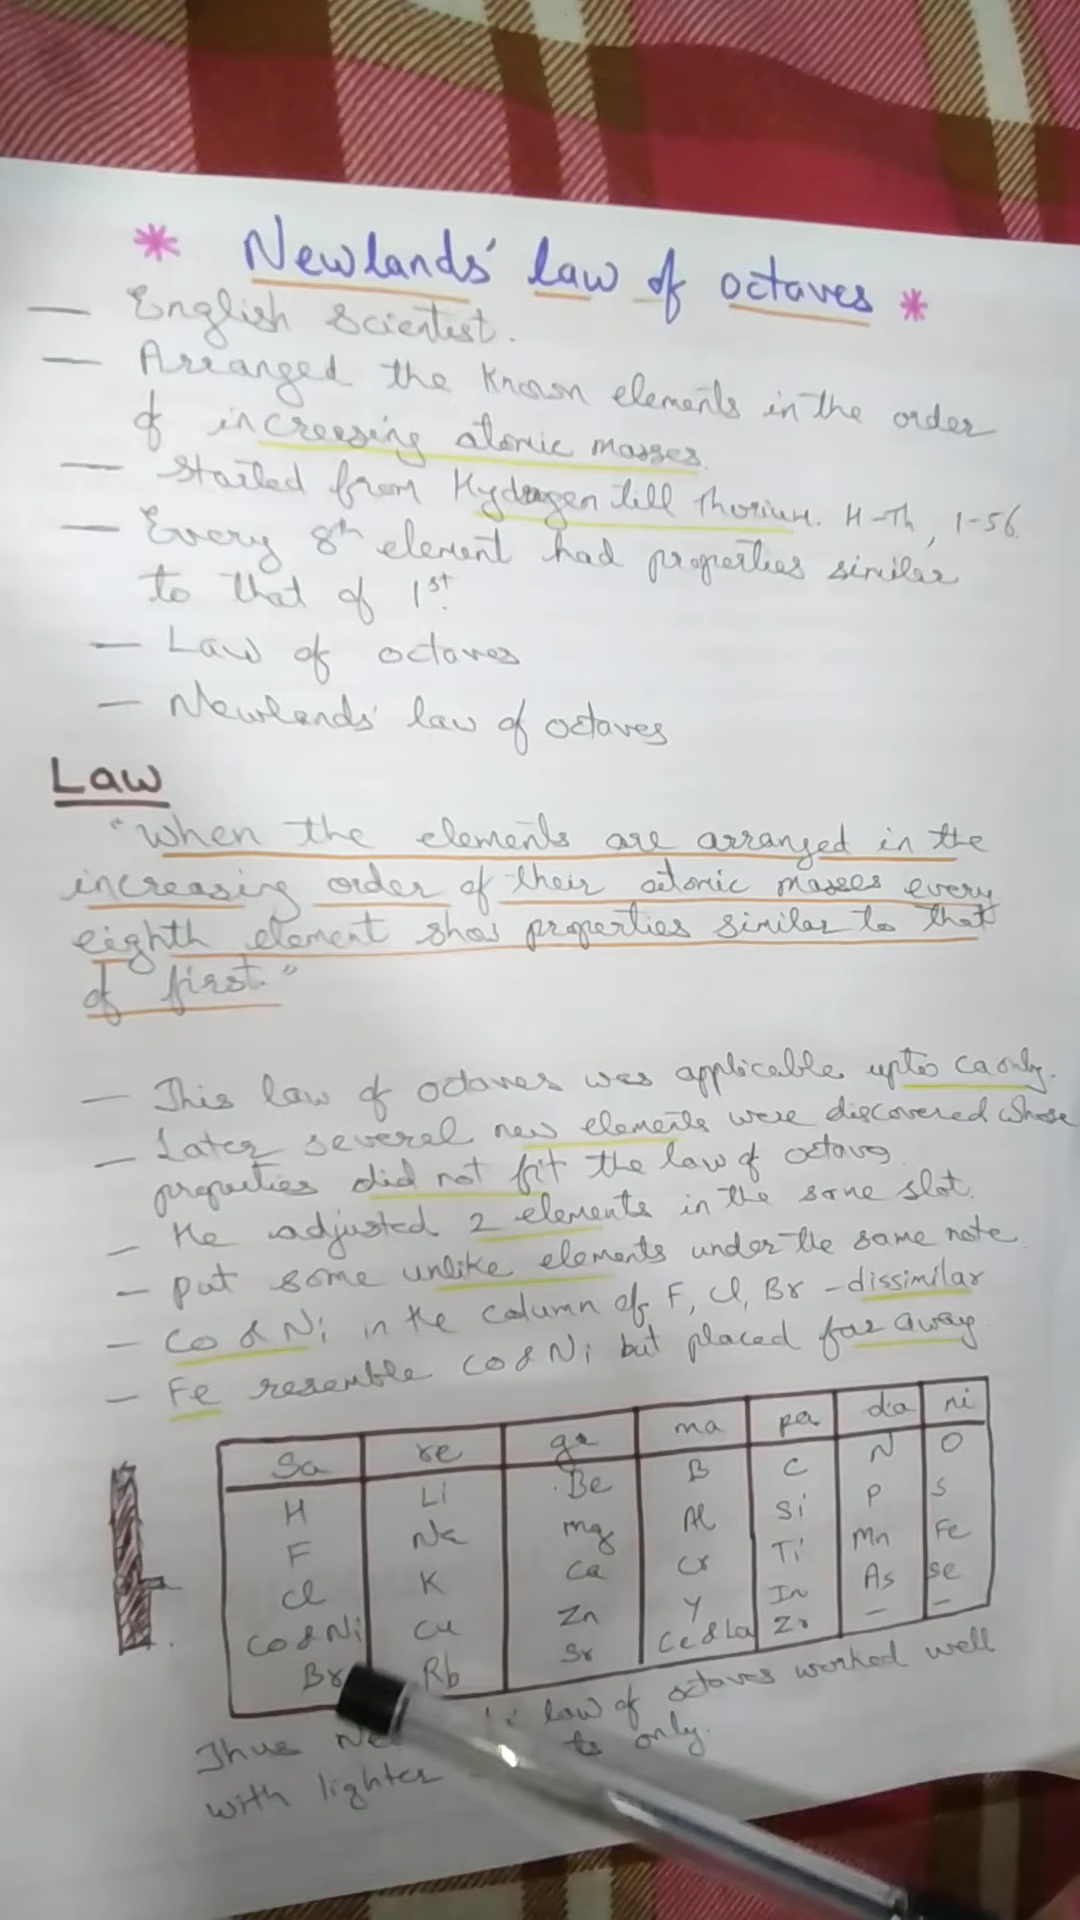 * Newlands' law of octaves *
— English Scientist.
— Arranged the known elements in the order
of increasing atomic masses.
— Started from Hydrogen till Thorium. H-Th, 1-56
— Every 8th element had properties similar
to that of 1st.
— Law of octaves
— Newlands' law of octaves
Law
"When the elements are arranged in the
increasing order of their atomic masses every
eighth element show properties similar to that
of first."
— This law of octaves was applicable upto Ca only.
— Later several new elements were discovered whose
properties did not fit the law of octave
— He adjusted 2 elements in the same slot.
— put some unlike elements under the same note
— Co & Ni in the column of F, Cl, Br - dissimilar
— Fe resemble Co & Ni but placed far away
Sa re ga ma pa da ni
H Li Be B C N O
F Na Mg Al Si P S
Cl K Ca Cr Ti Mn Fe
Co & Ni Cu Zn Y In As Se
Br Rb Sr Ce & La Zr — —
Thus law of octaves worked well
with lighter only.